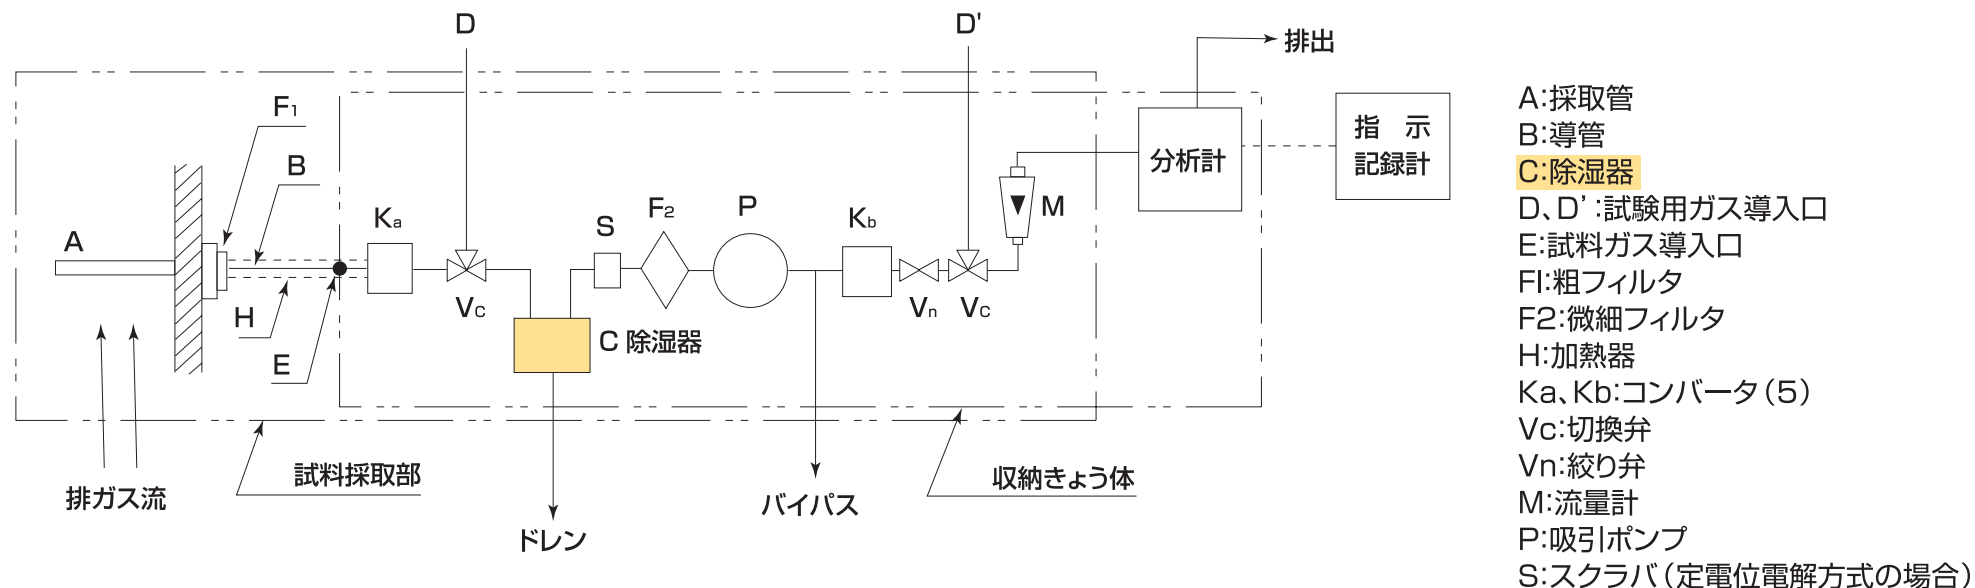 D
D'
排出
F1
B
A
Ka
S
F2
P
Kb
M
分析計
指 示
記録計
Vc
Vn
Vc
H
E
C 除湿器
排ガス流
試料採取部
ドレン
バイパス
収納きょう体
A:採取管
B:導管
C:除湿器
D、D’:試験用ガス導入口
E:試料ガス導入口
FI:粗フィルタ
F2:微細フィルタ
H:加熱器
Ka、Kb:コンバータ(5)
Vc:切換弁
Vn:絞り弁
M:流量計
P:吸引ポンプ
S:スクラバ(定電位電解方式の場合)